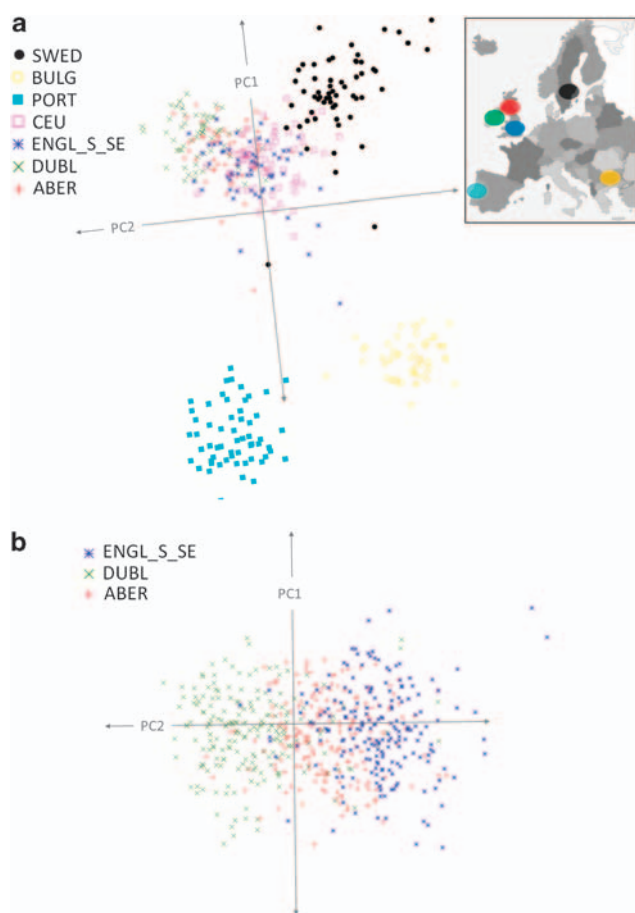 a
SWED
BULG
PORT
CEU
ENGL_S_SE
DUBL
ABER
PC1
PC2
b
ENGL_S_SE
DUBL
ABER
PC1
PC2